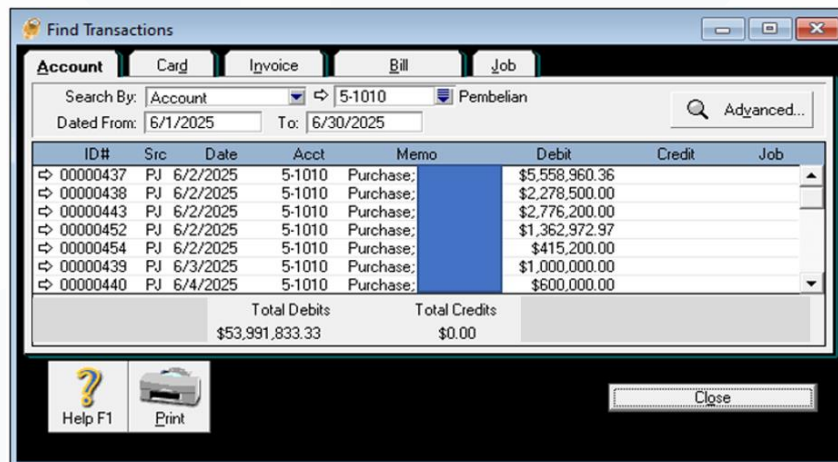 Find Transactions
Account Card Invoice Bill Job
Search By: Account 5-1010 Pembelian
Advanced...
Dated From: 6/1/2025 To: 6/30/2025
ID# Src Date Acct Memo Debit Credit Job
00000437 PJ 6/2/2025 5-1010 Purchase; $5,558,960.36
00000438 PJ 6/2/2025 5-1010 Purchase; $2,278,500.00
00000443 PJ 6/2/2025 5-1010 Purchase; $2,776,200.00
00000452 PJ 6/2/2025 5-1010 Purchase; $1,362,972.97
00000454 PJ 6/2/2025 5-1010 Purchase; $415,200.00
00000439 PJ 6/3/2025 5-1010 Purchase; $1,000,000.00
00000440 PJ 6/4/2025 5-1010 Purchase; $600,000.00
Total Debits Total Credits
$53,991,833.33 $0.00
Help F1 Print Close